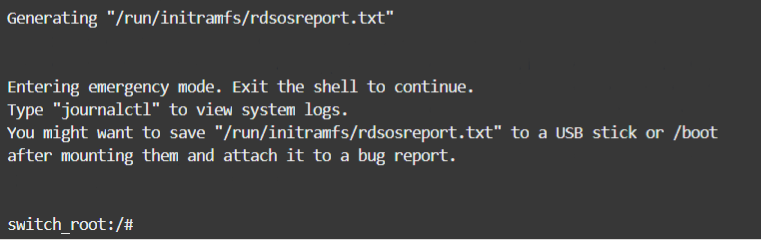 Generating "/run/initramfs/rdsosreport.txt"
Entering emergency mode. Exit the shell to continue.
Type "journalctl" to view system logs.
You might want to save "/run/initramfs/rdsosreport.txt" to a USB stick or /boot
after mounting them and attach it to a bug report.
switch_root:/#